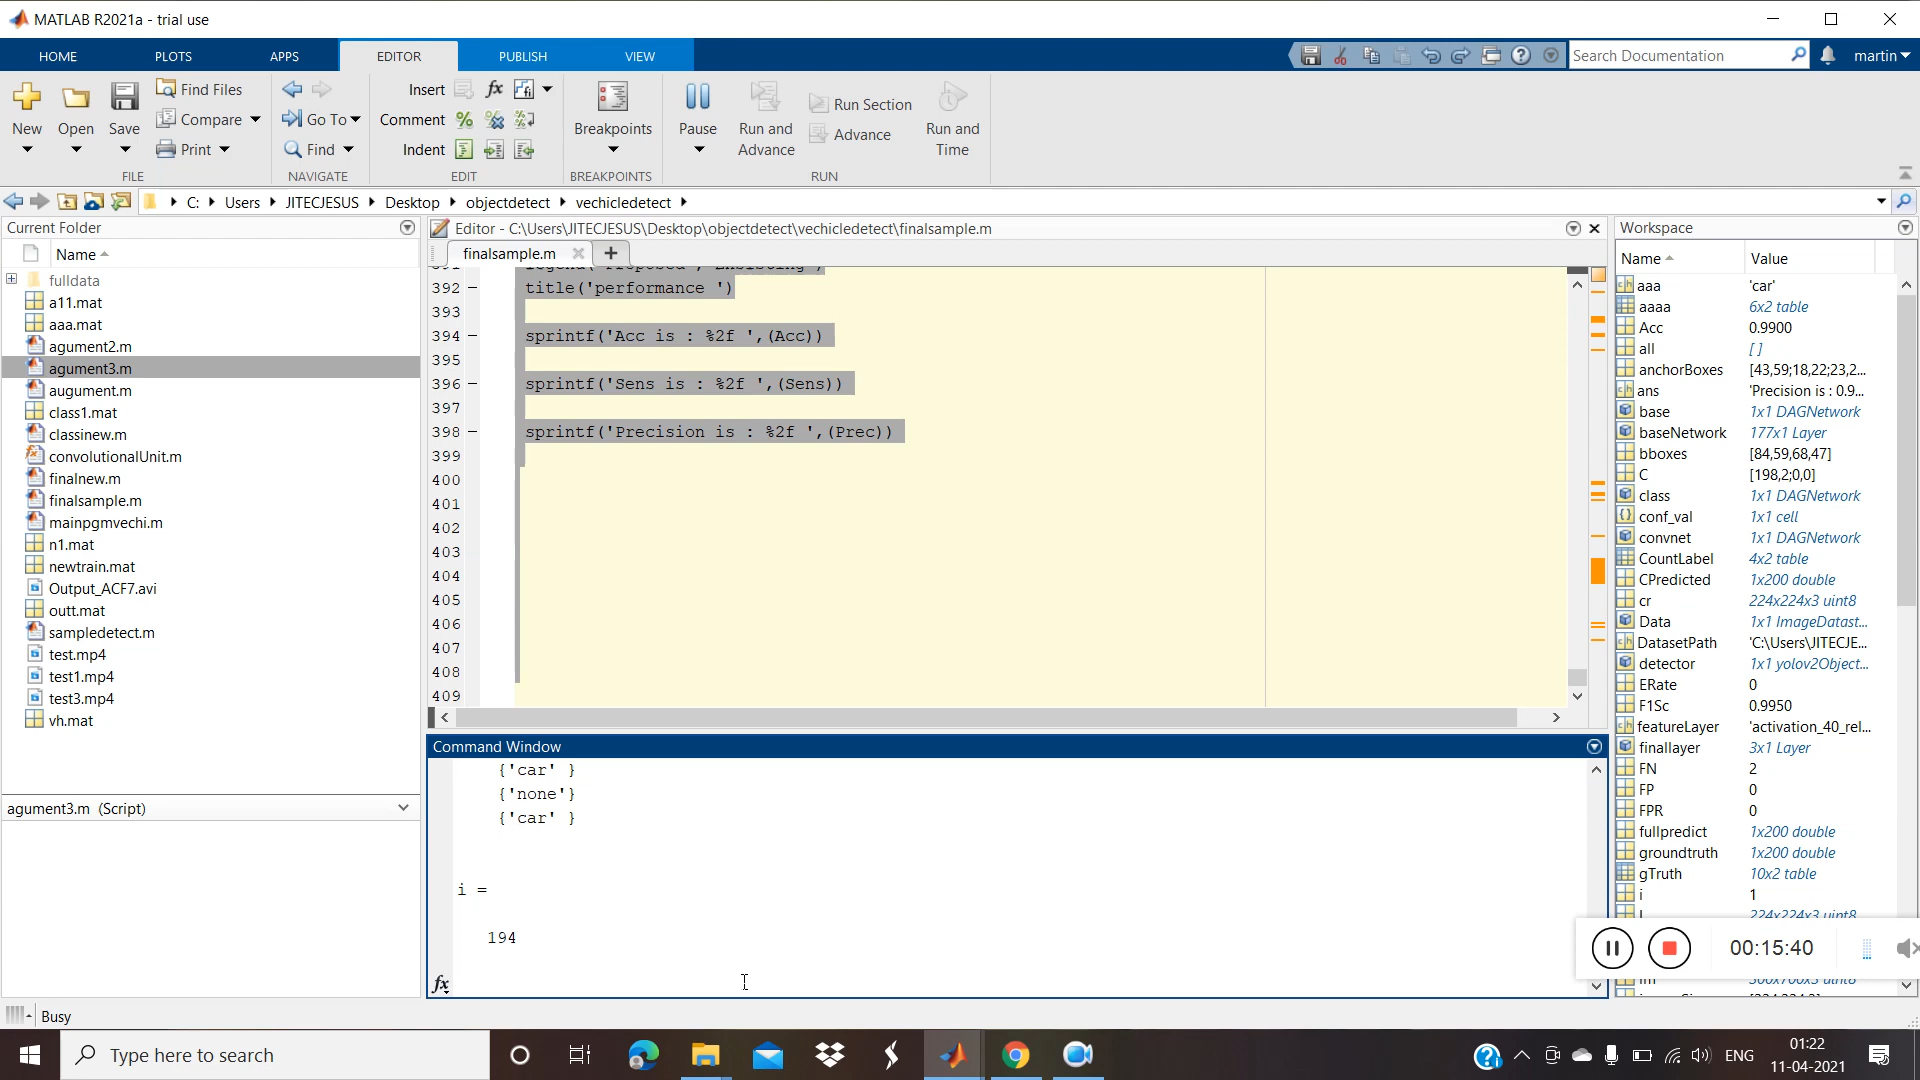 MATLAB R2021a - trial use
HOME PLOTS APPS EDITOR PUBLISH VIEW
Search Documentation
martin
New Open Save
Find Files
Compare
Print
FILE
Go To
Find
NAVIGATE
Insert fx
Comment
Indent
EDIT
Breakpoints
BREAKPOINTS
Pause
Run and Advance
Run Section
Advance
Run and Time
RUN
C: Users JITECJESUS Desktop objectdetect vechicledetect
Current Folder
Name
fulldata
a11.mat
aaa.mat
agument2.m
agument3.m
augument.m
class1.mat
classinew.m
convolutionalUnit.m
finalnew.m
finalsample.m
mainpgmvechi.m
n1.mat
newtrain.mat
Output_ACF7.avi
outt.mat
sampledetect.m
test.mp4
test1.mp4
test3.mp4
vh.mat
agument3.m (Script)
Editor - C:\Users\JITECJESUS\Desktop\objectdetect\vechicledetect\finalsample.m
finalsample.m
392 title('performance ')
393
394 sprintf('Acc is : %2f ',(Acc))
395
396 sprintf('Sens is : %2f ',(Sens))
397
398 sprintf('Precision is : %2f ',(Prec))
399
400
401
402
403
404
405
406
407
408
409
Command Window
{'car' }
{'none'}
{'car' }
i =
194
fx
Workspace
Name Value
aaa 'car'
aaaa 6x2 table
Acc 0.9900
all []
anchorBoxes [43,59;18,22;23,2...
ans 'Precision is : 0.9...
base 1x1 DAGNetwork
baseNetwork 177x1 Layer
bboxes [84,59,68,47]
C [198,2;0,0]
class 1x1 DAGNetwork
conf_val 1x1 cell
convnet 1x1 DAGNetwork
CountLabel 4x2 table
CPredicted 1x200 double
cr 224x224x3 uint8
Data 1x1 ImageDatast...
DatasetPath 'C:\Users\JITECJE...
detector 1x1 yolov2Object...
ERate 0
F1Sc 0.9950
featureLayer 'activation_40_rel...
finallayer 3x1 Layer
FN 2
FP 0
FPR 0
fullpredict 1x200 double
groundtruth 1x200 double
gTruth 10x2 table
i 1
00:15:40
Busy
Type here to search
ENG
01:22
11-04-2021